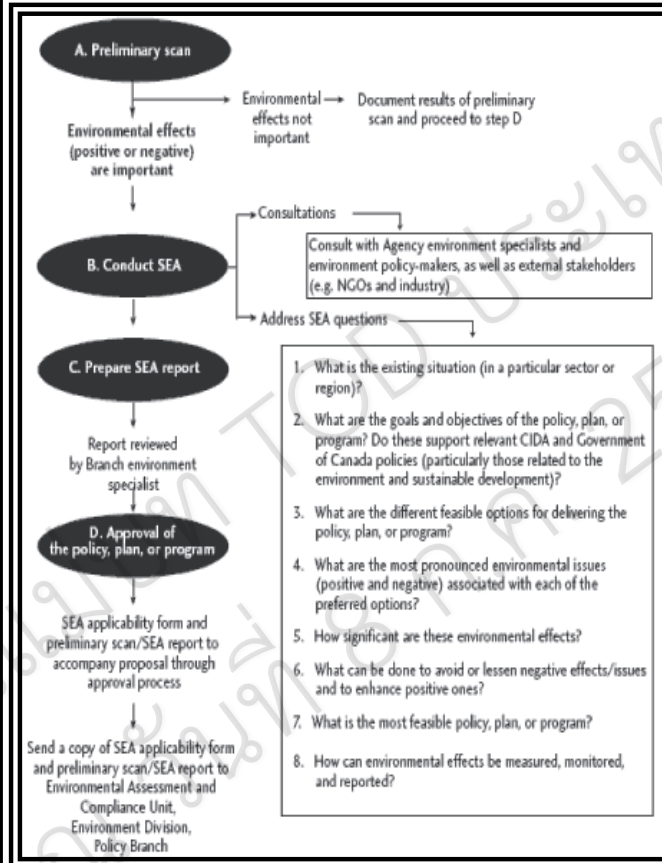 A. Preliminary scan
Environmental
effects not
important
Document results of preliminary
scan and proceed to step D
Environmental effects
(positive or negative)
are important
Consultations
B. Conduct SEA
Consult with Agency environment specialists and
environment policy-makers, as well as external stakeholders
(e.g. NGOs and industry)
Address SEA questions
C. Prepare SEA report
Report reviewed
by Branch environment
specialist
D. Approval of
the policy, plan, or program
SEA applicability form and
preliminary scan/SEA report to
accompany proposal through
approval process
Send a copy of SEA applicability form
and preliminary scan/SEA report to
Environmental Assessment and
Compliance Unit,
Environment Division,
Policy Branch
1. What is the existing situation (in a particular sector or
region)?
2. What are the goals and objectives of the policy, plan, or
program? Do these support relevant CIDA and Government
of Canada policies (particularly those related to the
environment and sustainable development)?
3. What are the different feasible options for delivering the
policy, plan, or program?
4. What are the most pronounced environmental issues
(positive and negative) associated with each of the
preferred options?
5. How significant are these environmental effects?
6. What can be done to avoid or lessen negative effects/issues
and to enhance positive ones?
7. What is the most feasible policy, plan, or program?
8. How can environmental effects be measured, monitored,
and reported?
TOD